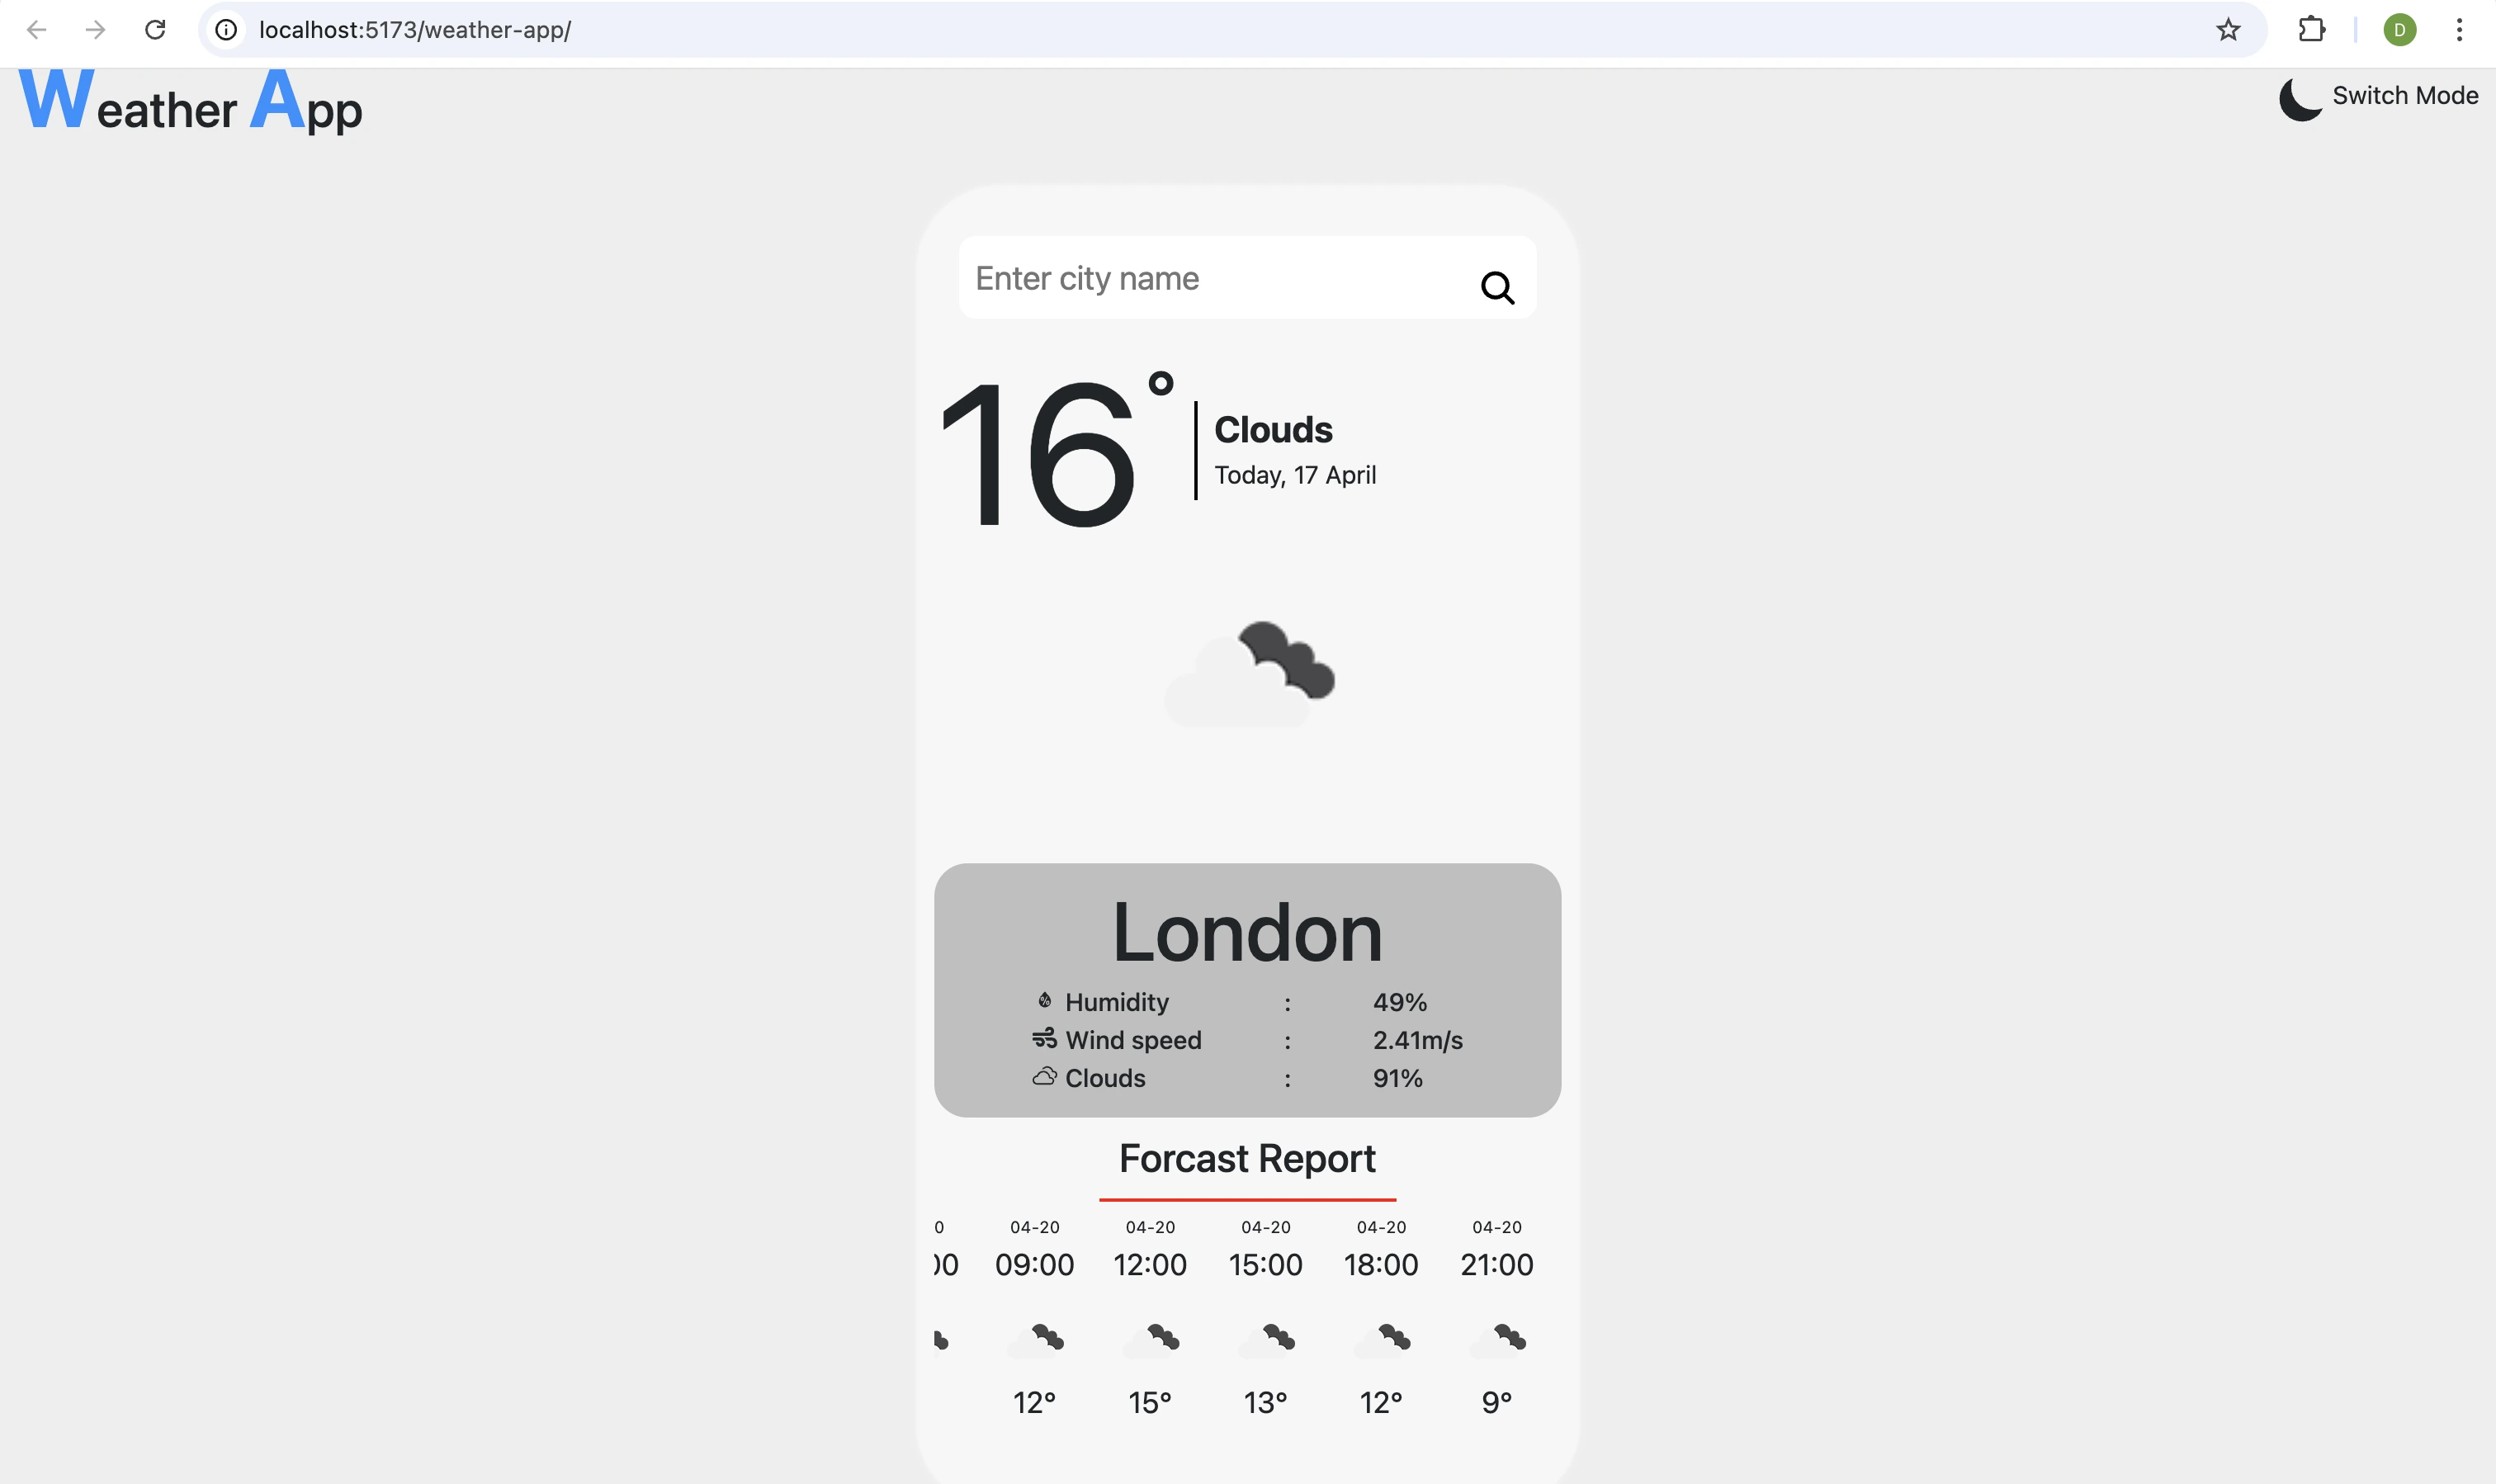 localhost:5173/weather-app/
D
Weather App
Switch Mode
Enter city name
16°
Clouds
Today, 17 April
London
Humidity : 49%
Wind speed : 2.41m/s
Clouds : 91%
Forcast Report
0 04-20 04-20 04-20 04-20 04-20
00 09:00 12:00 15:00 18:00 21:00
12° 15° 13° 12° 9°